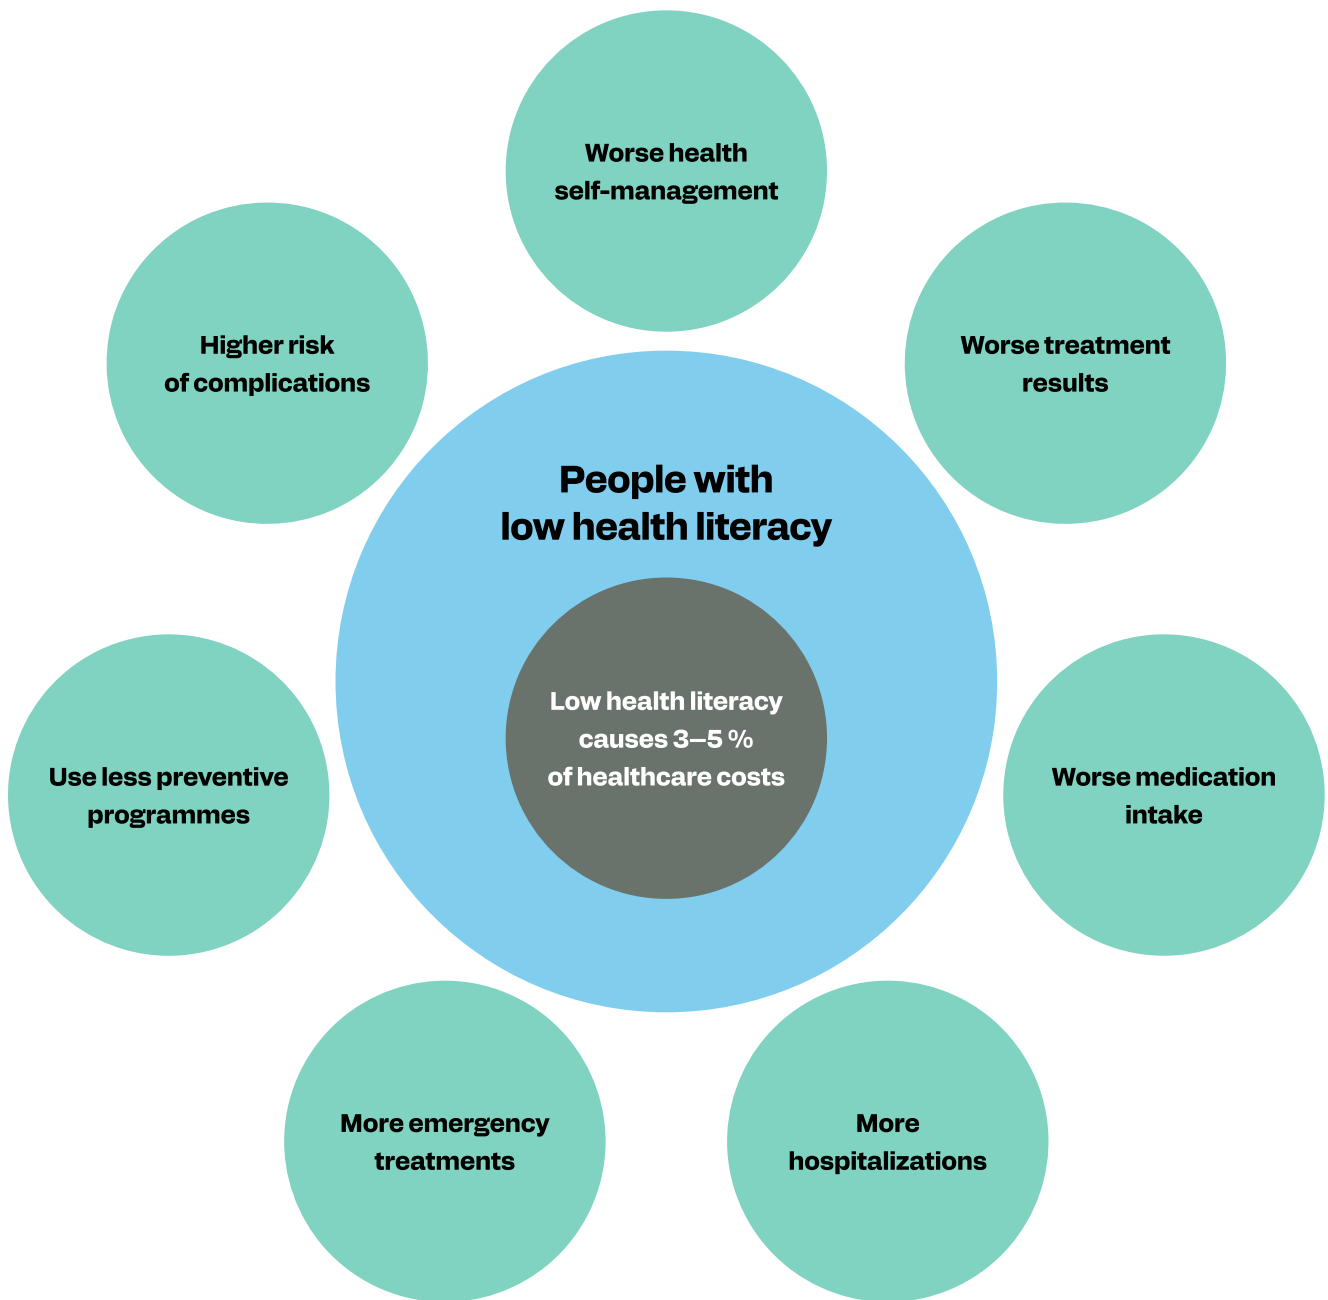 Worse health
self-management
Higher risk
of complications
Worse treatment
results
People with
low health literacy
Low health literacy
causes 3–5 %
of healthcare costs
Use less preventive
programmes
Worse medication
intake
More emergency
treatments
More
hospitalizations